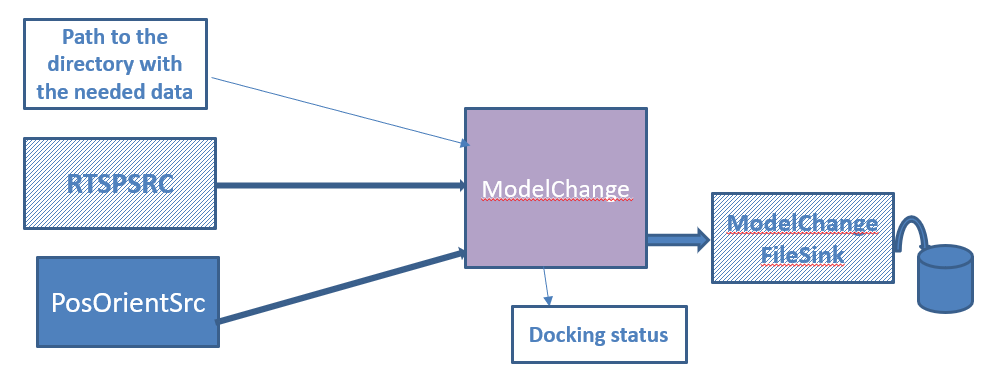 Path to the
directory with
the needed data
RTSPSRC
PosOrientSrc
ModelChange
ModelChange
FileSink
Docking status